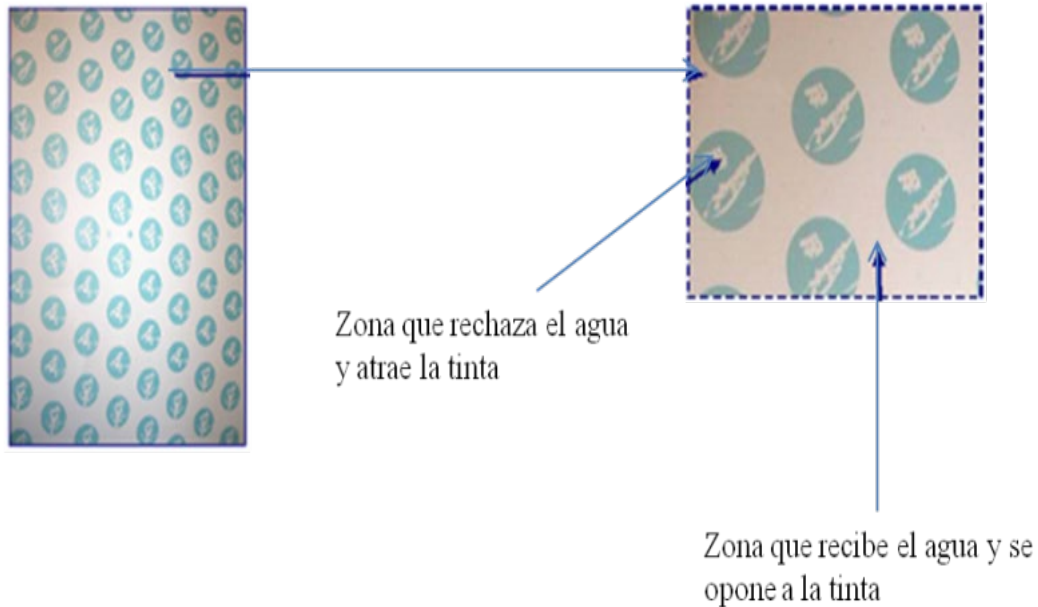 Zona que rechaza el agua
y atrae la tinta
Zona que recibe el agua y se
opone a la tinta